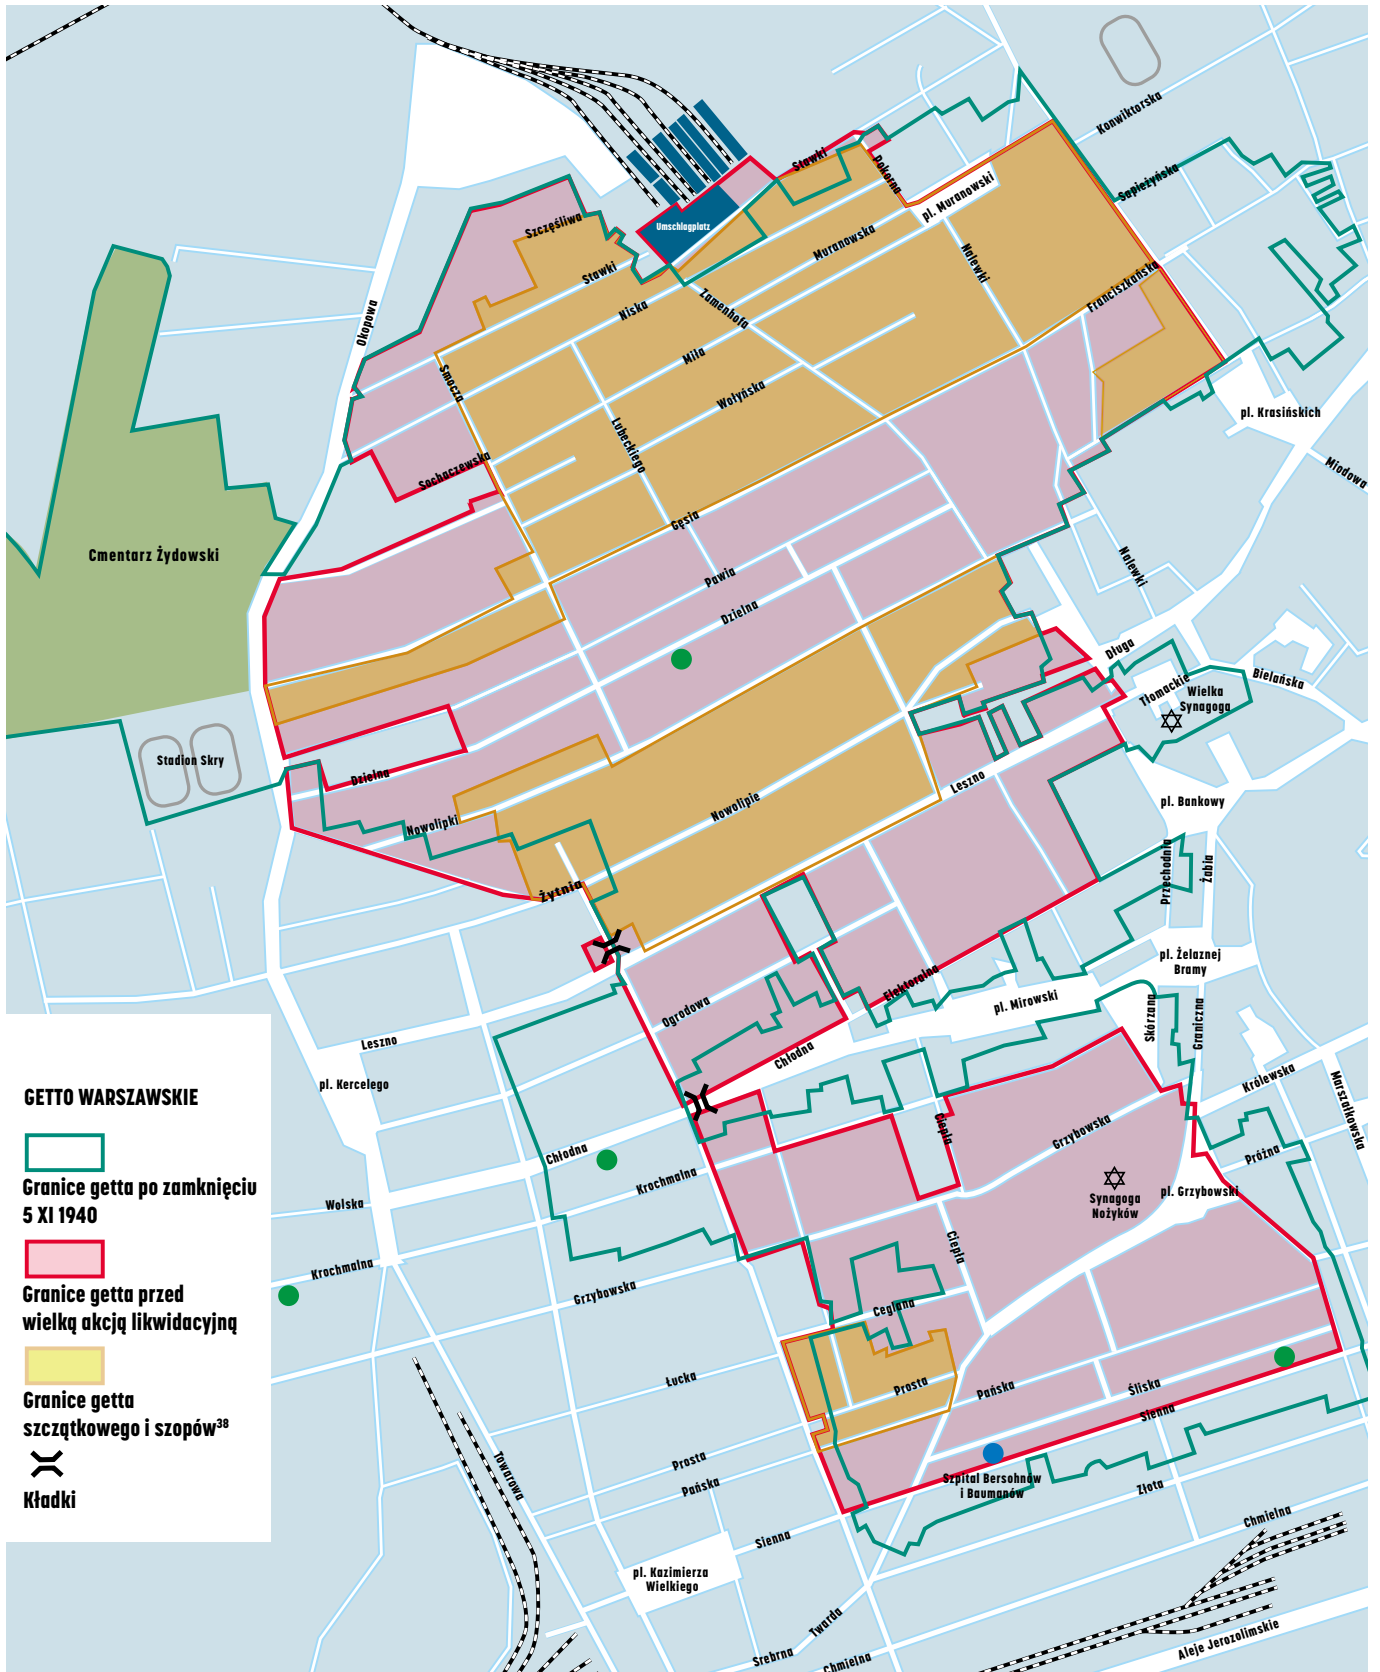 Konwiktorska
Stawki
Pokorna
Sapieżyńska
pl. Muranowski
Szczęśliwa
Umschlagplatz
Muranowska
Nalewki
Stawki
Franciszkańska
Okopowa
Niska
Zamenhofa
Miła
Smocza
Wołyńska
pl. Krasińskich
Lubeckiego
Sochaczewska
Miodowa
Gęsia
Cmentarz Żydowski
Nalewki
Pawia
Dzielna
Długa
Tłomackie
Wielka
Synagoga
Bielańska
Stadion Skry
Dzielna
Leszno
Nowolipie
pl. Bankowy
Nowolipki
Przechodnia
Żabia
Żytnia
pl. Żelaznej
Bramy
Elektoralna
pl. Mirowski
Ogrodowa
Skórzana
Graniczna
Leszno
Chłodna
pl. Kercelego
Królewska
Marszałkowska
GETTO WARSZAWSKIE
Granice getta po zamknięciu
5 XI 1940
Granice getta przed
wielką akcją likwidacyjną
Granice getta
szczątkowego i szopów³⁸
Kładki
Ciepła
Grzybowska
Chłodna
Próżna
Krochmalna
Synagoga
Nożyków
pl. Grzybowski
Wolska
Ciepła
Krochmalna
Grzybowska
Ceglana
Łucka
Prosta
Pańska
Śliska
Sienna
Prosta
Towarowa
Pańska
Szpital Bersohnów
i Baumanów
Złota
Chmielna
Sienna
pl. Kazimierza
Wielkiego
Twarda
Srebrna
Chmielna
Aleje Jerozolimskie